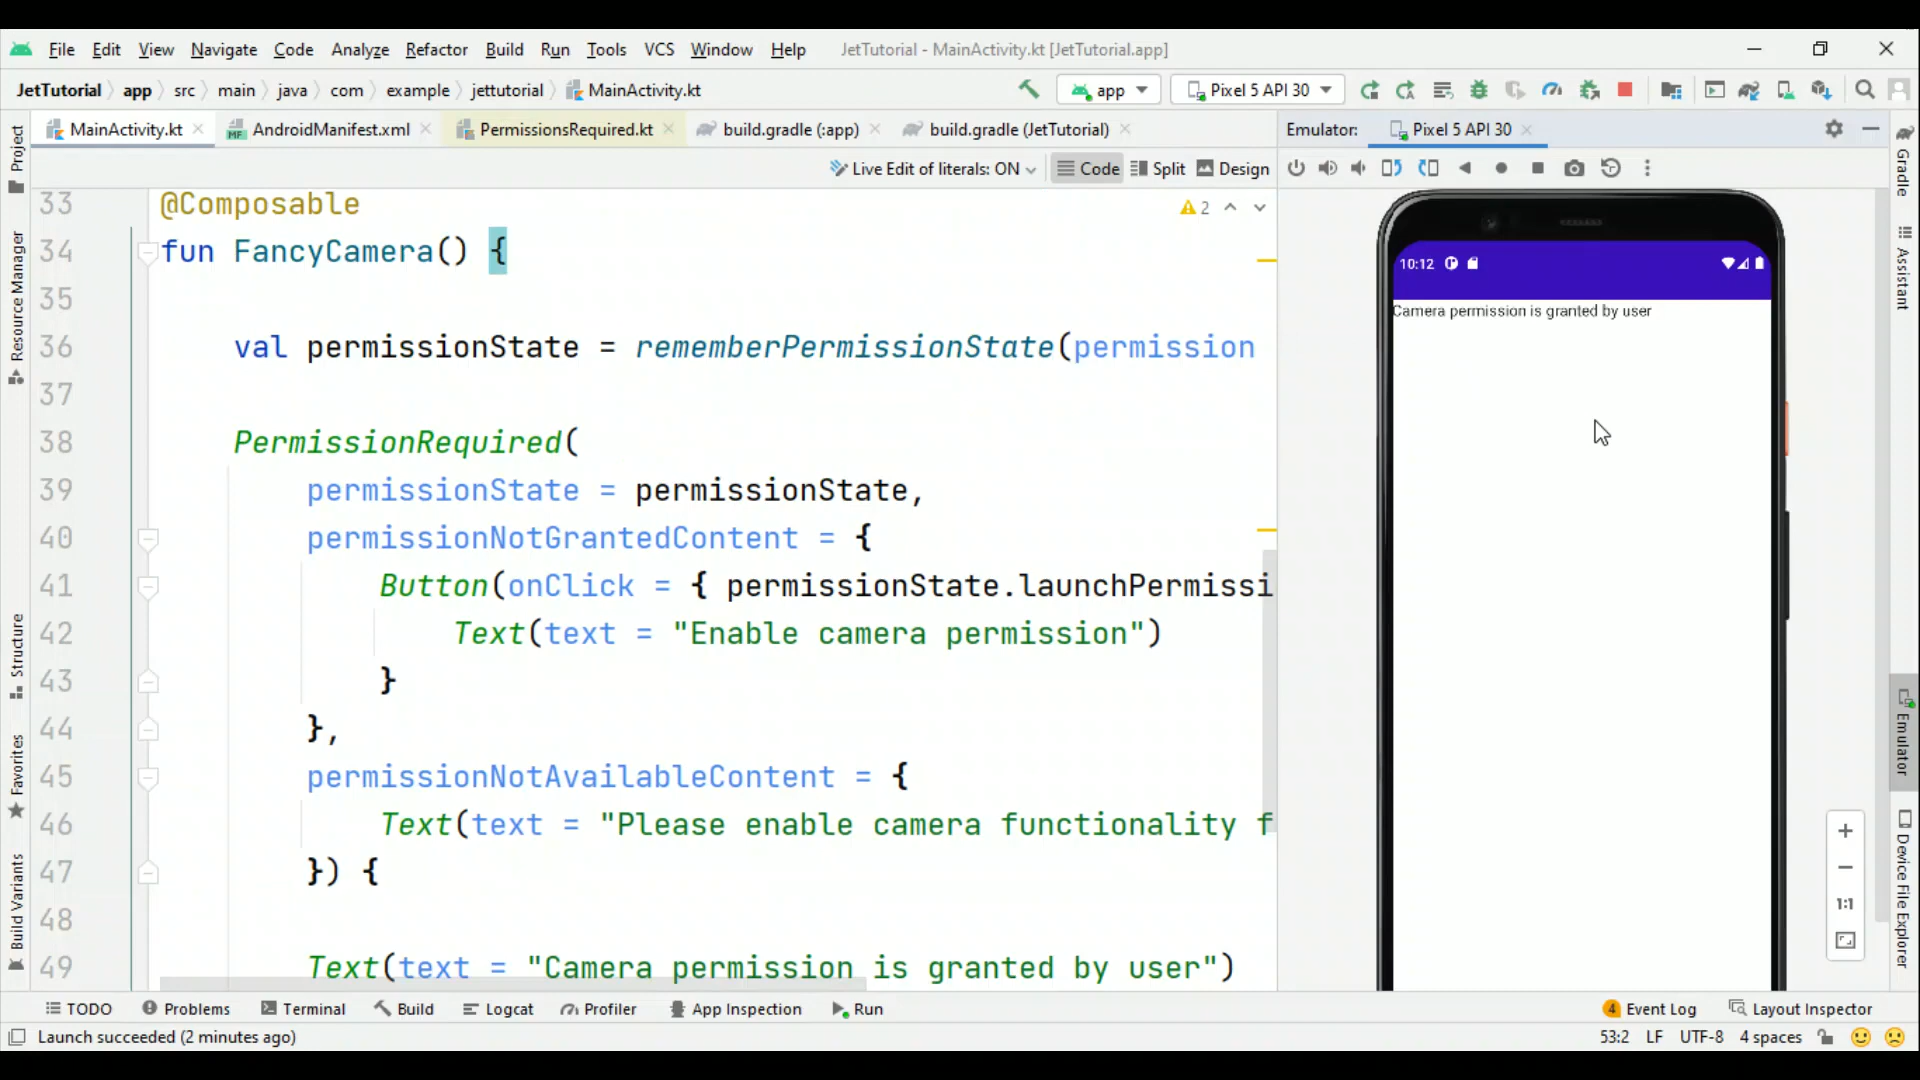 File Edit View Navigate Code Analyze Refactor Build Run Tools VCS Window Help JetTutorial - MainActivity.kt [JetTutorial.app]
JetTutorial app src main java com example jettutorial MainActivity.kt app Pixel 5 API 30
MainActivity.kt AndroidManifest.xml PermissionsRequired.kt build.gradle (:app) build.gradle (JetTutorial) Emulator: Pixel 5 API 30
Live Edit of literals: ON Code Split Design
33 @Composable
2
34 fun FancyCamera() {
35
36 val permissionState = rememberPermissionState(permission
37
38 PermissionRequired(
39 permissionState = permissionState,
40 permissionNotGrantedContent = {
41 Button(onClick = { permissionState.launchPermissi
42 Text(text = "Enable camera permission")
43 }
44 },
45 permissionNotAvailableContent = {
46 Text(text = "Please enable camera functionality f
47 }) {
48
49 Text(text = "Camera permission is granted by user")
10:12
Camera permission is granted by user
1:1
Project
Resource Manager
Structure
Favorites
Build Variants
Gradle
Assistant
Emulator
Device File Explorer
TODO Problems Terminal Build Logcat Profiler App Inspection Run 4 Event Log Layout Inspector
Launch succeeded (2 minutes ago) 53:2 LF UTF-8 4 spaces